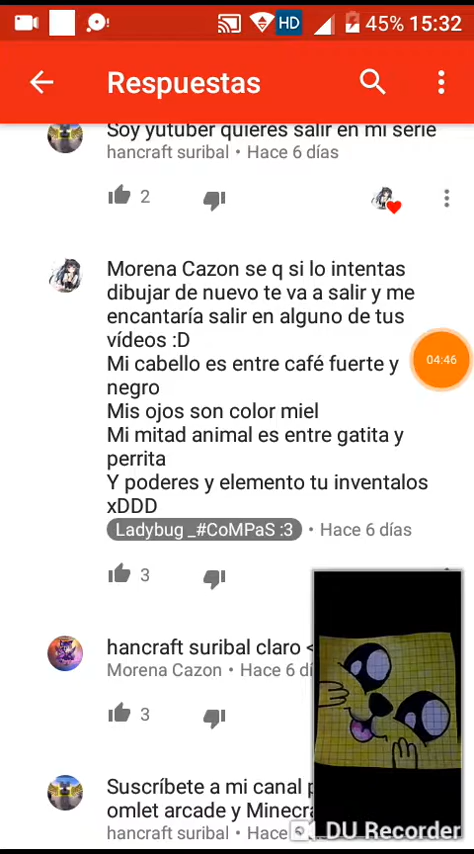 HD 45% 15:32
Respuestas
Soy yutuber quieres salir en mi serie
hancraft suribal • Hace 6 días
2
Morena Cazon se q si lo intentas
dibujar de nuevo te va a salir y me
encantaría salir en alguno de tus
vídeos :D
04:46
Mi cabello es entre café fuerte y
negro
Mis ojos son color miel
Mi mitad animal es entre gatita y
perrita
Y poderes y elemento tu inventalos
xDDD
Ladybug _#CoMPaS :3 • Hace 6 días
3
hancraft suribal claro <
Morena Cazon • Hace 6 dí
3
Suscríbete a mi canal p
omlet arcade y Minecra
hancraft suribal • Hace
DU Recorder